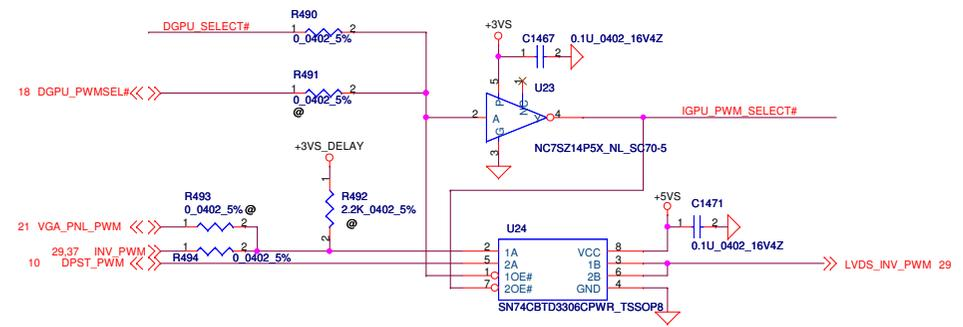 R490
DGPU_SELECT#
1 2
0_0402_5%
+3VS
C1467
0.1U_0402_16V4Z
1 2
R491
18 DGPU_PWMSEL#
1 2
0_0402_5%
@
5
1
U23
P
NC
2
A
Y
4
G
3
IGPU_PWM_SELECT#
NC7SZ14P5X_NL_SC70-5
+3VS_DELAY
1
R492
2.2K_0402_5%
@
2
R493
0_0402_5% @
21 VGA_PNL_PWM
1 2
29,37 INV_PWM
1 2
R494
0_0402_5%
10 DPST_PWM
+5VS
C1471
1 2
0.1U_0402_16V4Z
U24
2 1A VCC 8
5 2A 1B 3
1 1OE# 2B 6
7 2OE# GND 4
SN74CBTD3306CPWR_TSSOP8
LVDS_INV_PWM 29